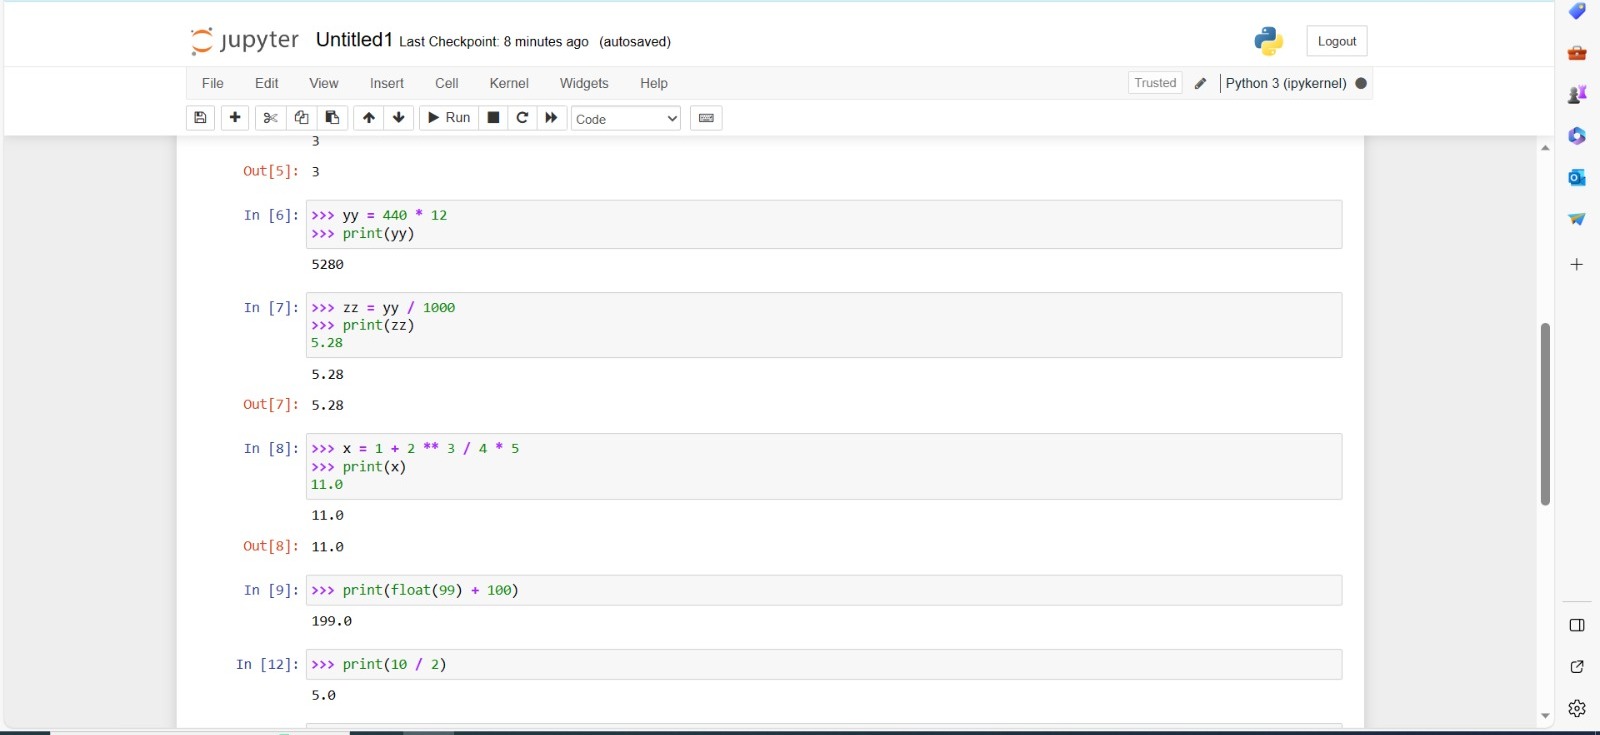 jupyter Untitled1 Last Checkpoint: 8 minutes ago (autosaved)
Logout
File Edit View Insert Cell Kernel Widgets Help
Trusted
Python 3 (ipykernel)
Run
Code
3
Out[5]: 3
In [6]: >>> yy = 440 * 12
>>> print(yy)
5280
In [7]: >>> zz = yy / 1000
>>> print(zz)
5.28
5.28
Out[7]: 5.28
In [8]: >>> x = 1 + 2 ** 3 / 4 * 5
>>> print(x)
11.0
11.0
Out[8]: 11.0
In [9]: >>> print(float(99) + 100)
199.0
In [12]: >>> print(10 / 2)
5.0